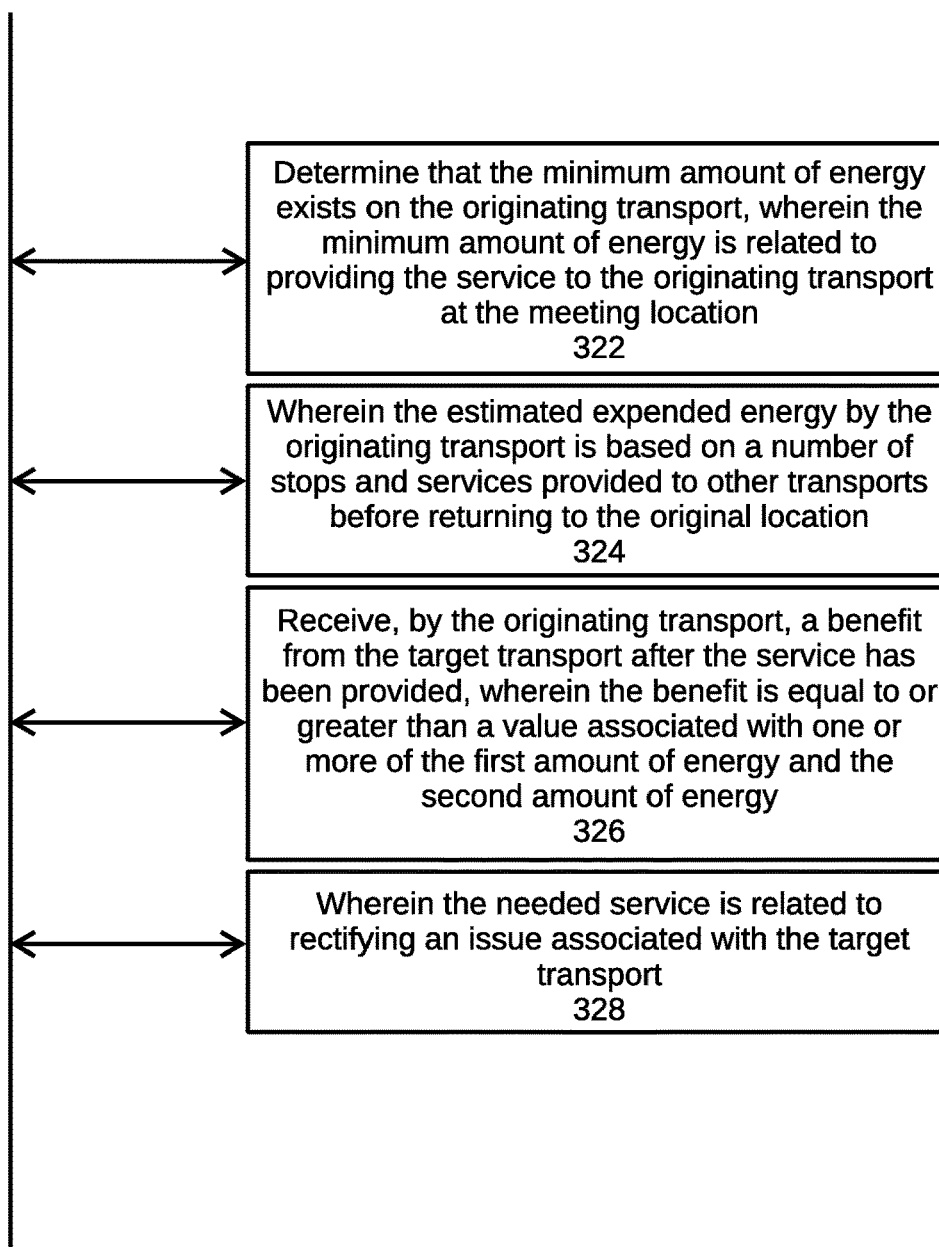 Determine that the minimum amount of energy
exists on the originating transport, wherein the
minimum amount of energy is related to
providing the service to the originating transport
at the meeting location
322
Wherein the estimated expended energy by the
originating transport is based on a number of
stops and services provided to other transports
before returning to the original location
324
Receive, by the originating transport, a benefit
from the target transport after the service has
been provided, wherein the benefit is equal to or
greater than a value associated with one or
more of the first amount of energy and the
second amount of energy
326
Wherein the needed service is related to
rectifying an issue associated with the target
transport
328